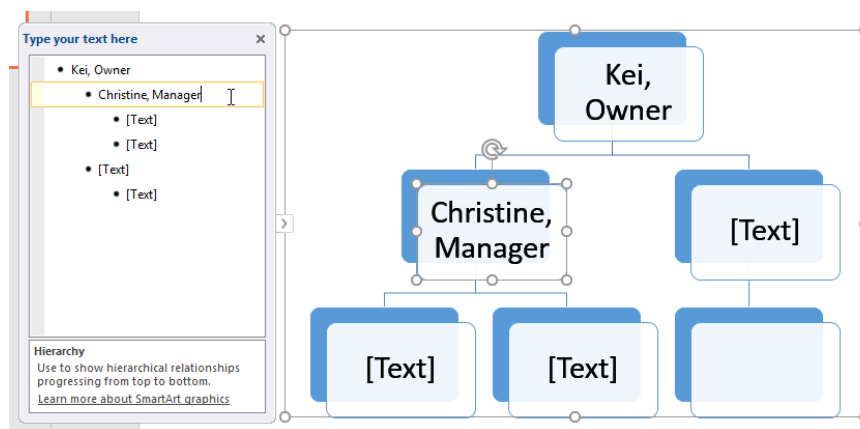 Type your text here
Kei, Owner
Christine, Manager
[Text]
[Text]
[Text]
[Text]
Hierarchy
Use to show hierarchical relationships
progressing from top to bottom.
Learn more about SmartArt graphics
Kei,
Owner
Christine,
Manager
[Text]
[Text]
[Text]